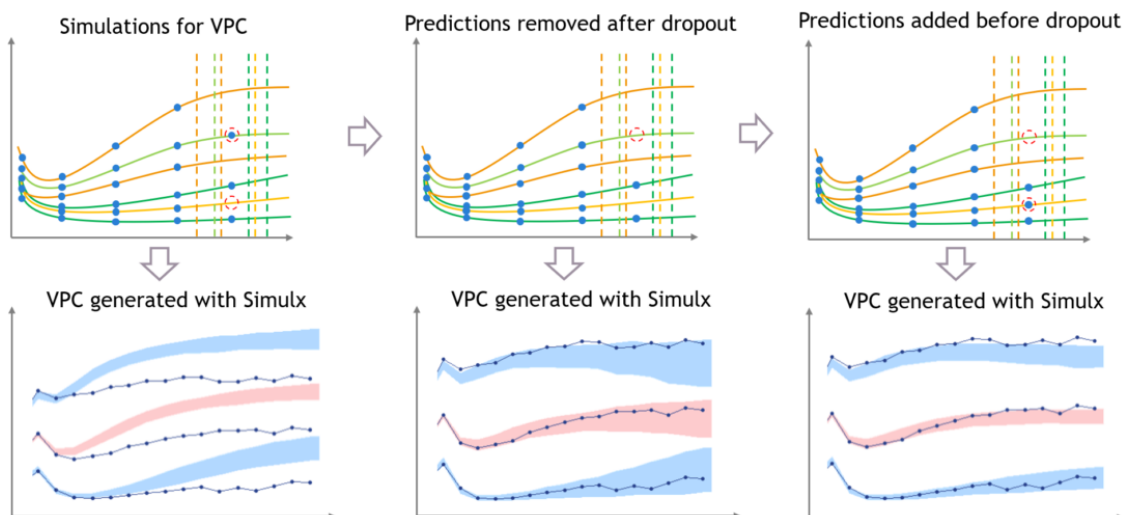 Simulations for VPC
Predictions removed after dropout
Predictions added before dropout
VPC generated with Simulx
VPC generated with Simulx
VPC generated with Simulx